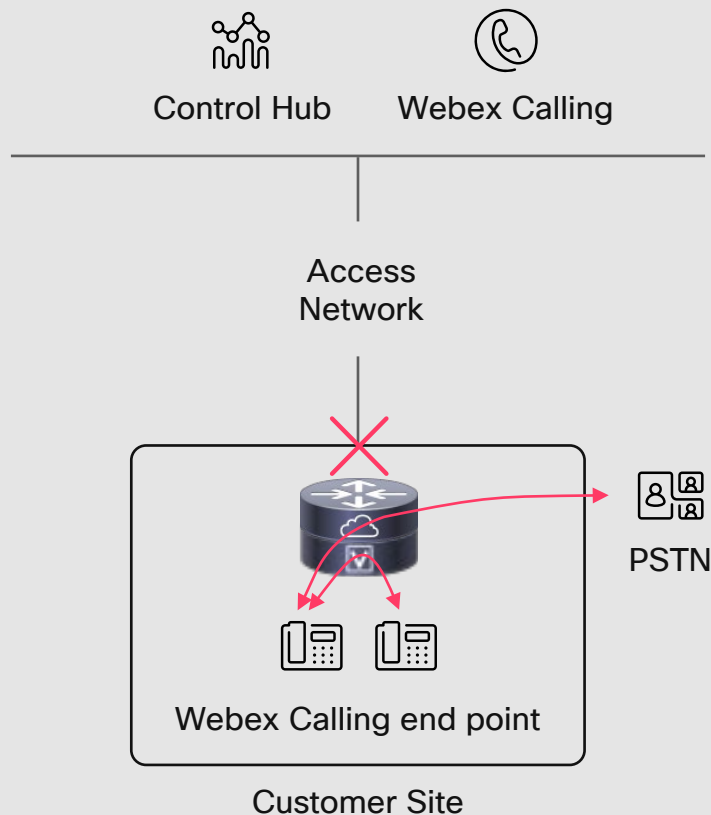 Control Hub
Webex Calling
Access
Network
V
PSTN
Webex Calling end point
Customer Site